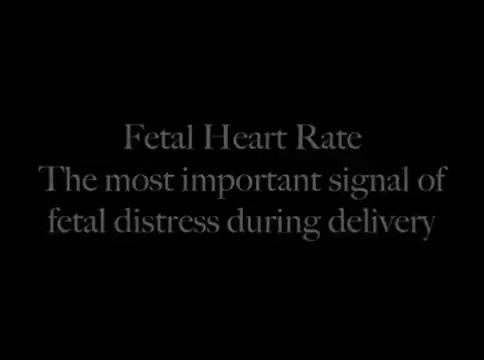 Fetal Heart Rate
The most important signal of
fetal distress during delivery